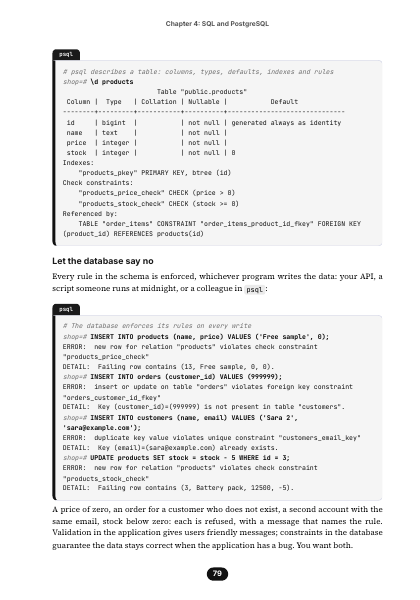 Chapter 4: SQL and PostgreSQL
psql
# psql describes a table: columns, types, defaults, indexes and rules
shop=# \d products
Table "public.products"
Column | Type | Collation | Nullable | Default
--------+---------+-----------+----------+------------------------------
id | bigint | | not null | generated always as identity
name | text | | not null |
price | integer | | not null |
stock | integer | | not null | 0
Indexes:
"products_pkey" PRIMARY KEY, btree (id)
Check constraints:
"products_price_check" CHECK (price > 0)
"products_stock_check" CHECK (stock >= 0)
Referenced by:
TABLE "order_items" CONSTRAINT "order_items_product_id_fkey" FOREIGN KEY
(product_id) REFERENCES products(id)
Let the database say no
Every rule in the schema is enforced, whichever program writes the data: your API, a
script someone runs at midnight, or a colleague in psql:
psql
# The database enforces its rules on every write
shop=# INSERT INTO products (name, price) VALUES ('Free sample', 0);
ERROR: new row for relation "products" violates check constraint
"products_price_check"
DETAIL: Failing row contains (13, Free sample, 0, 0).
shop=# INSERT INTO orders (customer_id) VALUES (999999);
ERROR: insert or update on table "orders" violates foreign key constraint
"orders_customer_id_fkey"
DETAIL: Key (customer_id)=(999999) is not present in table "customers".
shop=# INSERT INTO customers (name, email) VALUES ('Sara 2',
'sara@example.com');
ERROR: duplicate key value violates unique constraint "customers_email_key"
DETAIL: Key (email)=(sara@example.com) already exists.
shop=# UPDATE products SET stock = stock - 5 WHERE id = 3;
ERROR: new row for relation "products" violates check constraint
"products_stock_check"
DETAIL: Failing row contains (3, Battery pack, 12500, -5).
A price of zero, an order for a customer who does not exist, a second account with the
same email, stock below zero: each is refused, with a message that names the rule.
Validation in the application gives users friendly messages; constraints in the database
guarantee the data stays correct when the application has a bug. You want both.
79